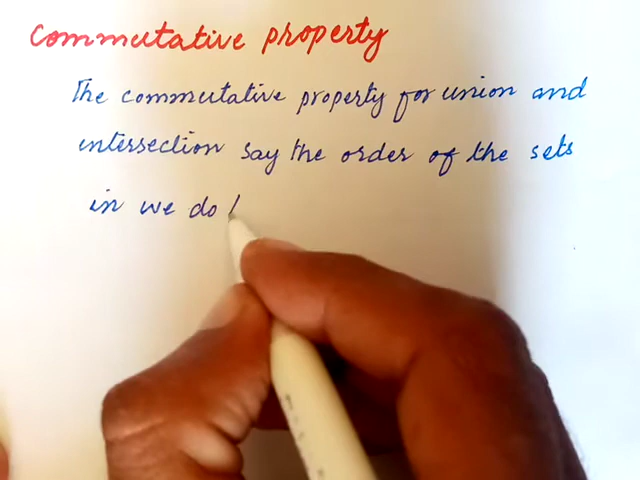 Commutative property
The commutative property for union and
intersection say the order of the sets
in we do